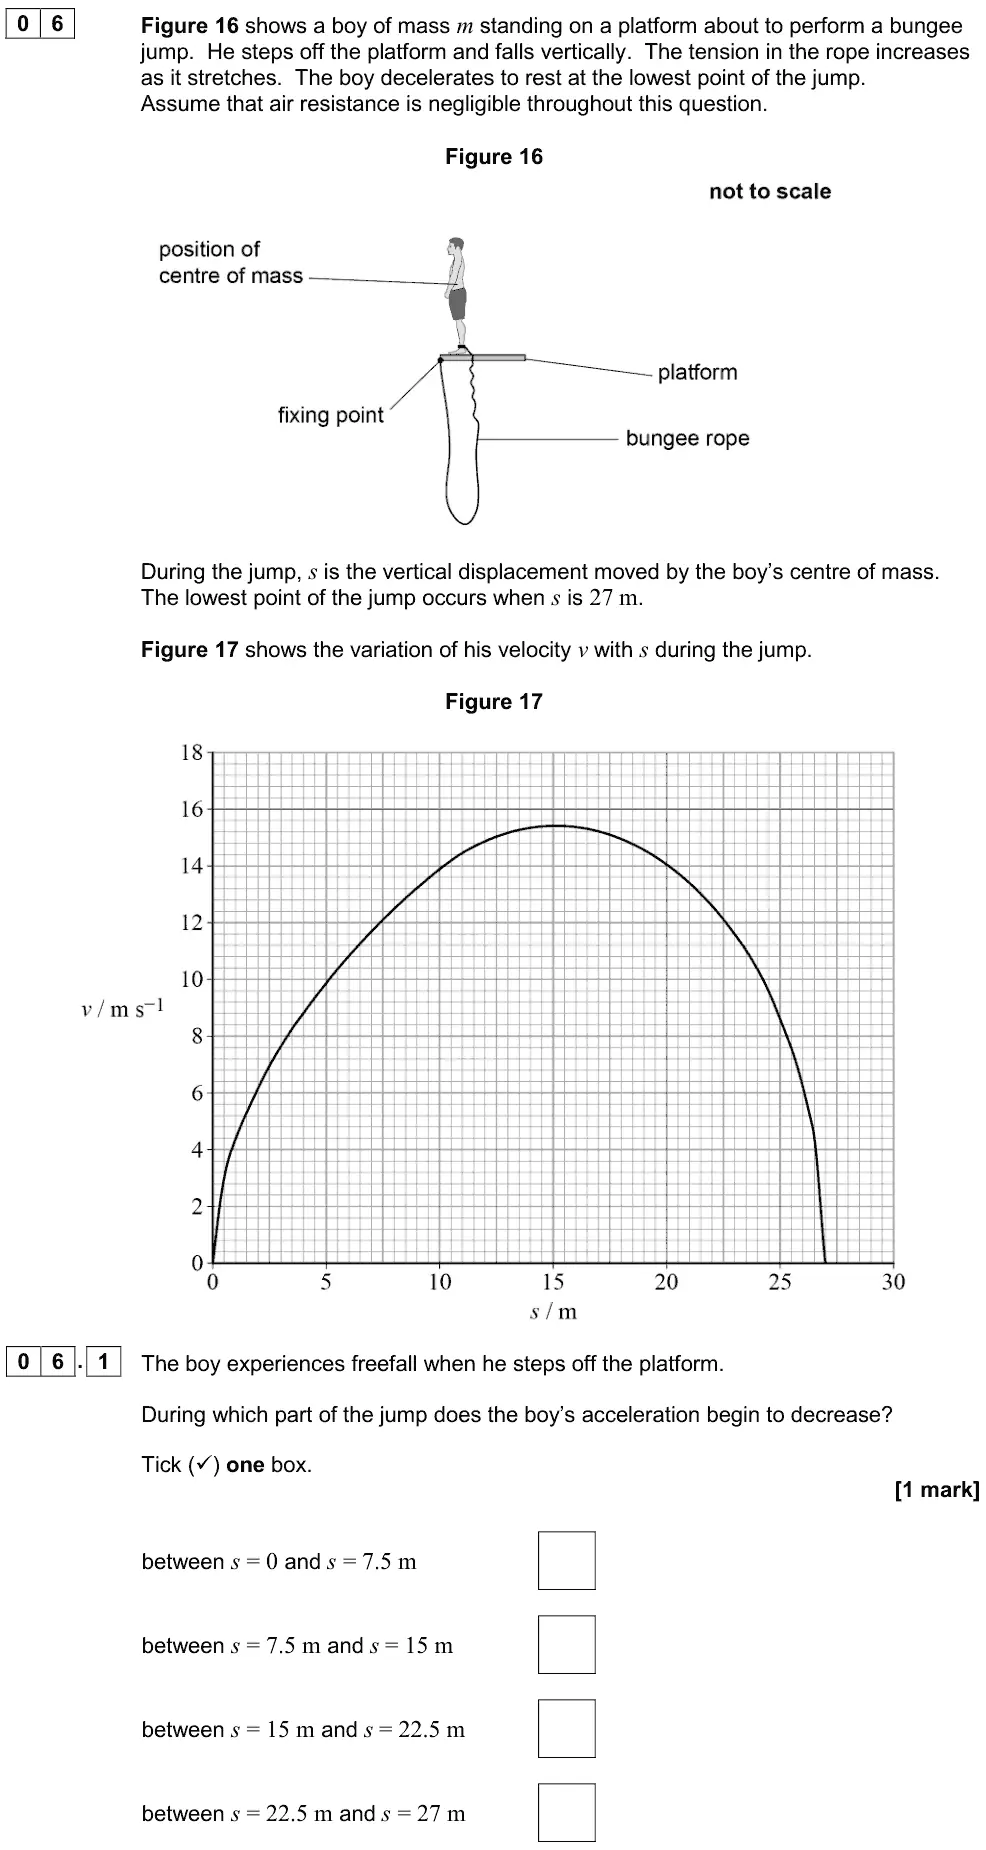 0 6
Figure 16 shows a boy of mass m standing on a platform about to perform a bungee
jump. He steps off the platform and falls vertically. The tension in the rope increases
as it stretches. The boy decelerates to rest at the lowest point of the jump.
Assume that air resistance is negligible throughout this question.
Figure 16
not to scale
position of
centre of mass
platform
fixing point
bungee rope
During the jump, s is the vertical displacement moved by the boy's centre of mass.
The lowest point of the jump occurs when s is 27 m.
Figure 17 shows the variation of his velocity v with s during the jump.
Figure 17
18
16
14
12
10
v / m s⁻¹
8
6
4
2
0
0 5 10 15 20 25 30
s / m
0 6 . 1 The boy experiences freefall when he steps off the platform.
During which part of the jump does the boy's acceleration begin to decrease?
Tick (✓) one box.
[1 mark]
between s = 0 and s = 7.5 m
between s = 7.5 m and s = 15 m
between s = 15 m and s = 22.5 m
between s = 22.5 m and s = 27 m